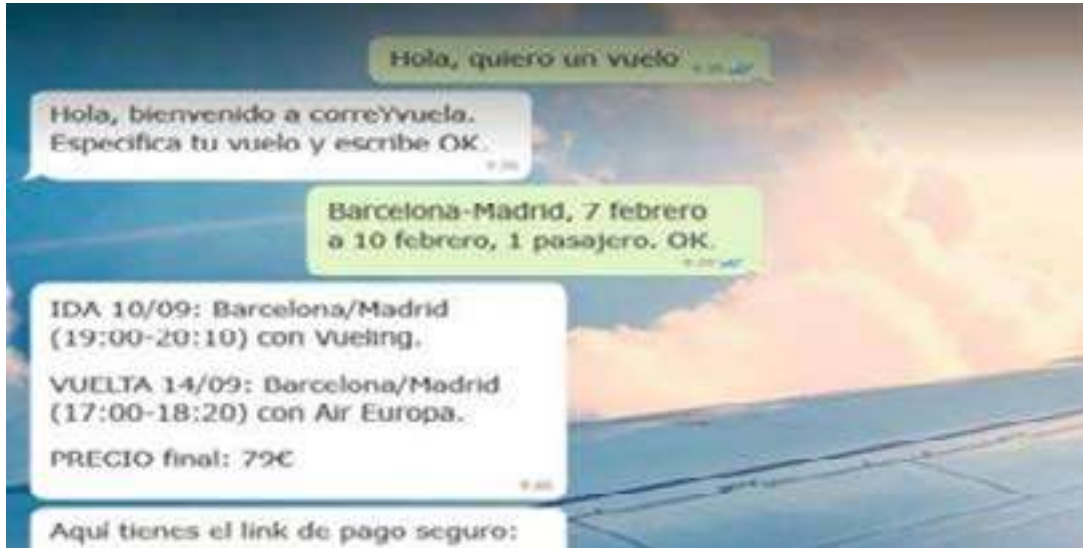 Hola, quiero un vuelo
Hola, bienvenido a correYvuela.
Especifica tu vuelo y escribe OK.
Barcelona-Madrid, 7 febrero
a 10 febrero, 1 pasajero. OK.
IDA 10/09: Barcelona/Madrid
(19:00-20:10) con Vueling.
VUELTA 14/09: Barcelona/Madrid
(17:00-18:20) con Air Europa.
PRECIO final: 79€
Aquí tienes el link de pago seguro: